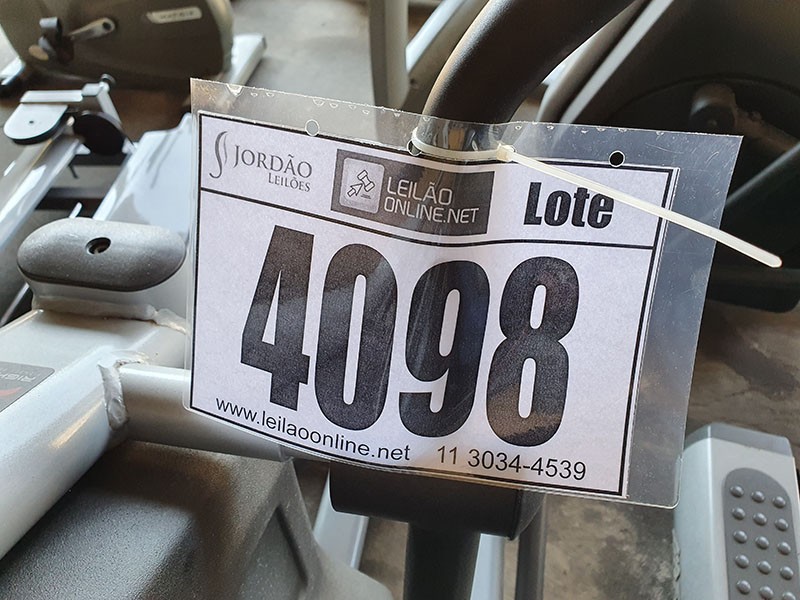 JORDÃO
LEILÕES
LEILÃO
ONLINE.NET
Lote
4098
www.leilaoonline.net 11 3034-4539